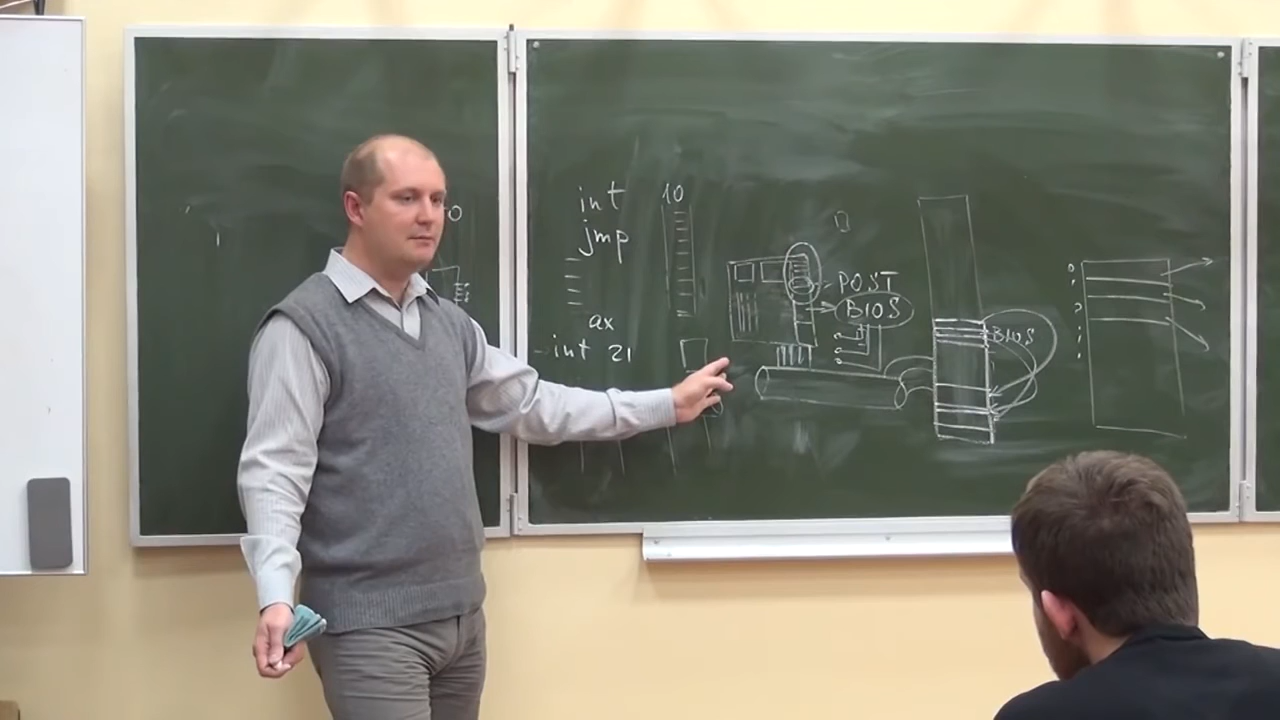 int 10
jmp
ax
int 21
POST
BIOS
BIOS